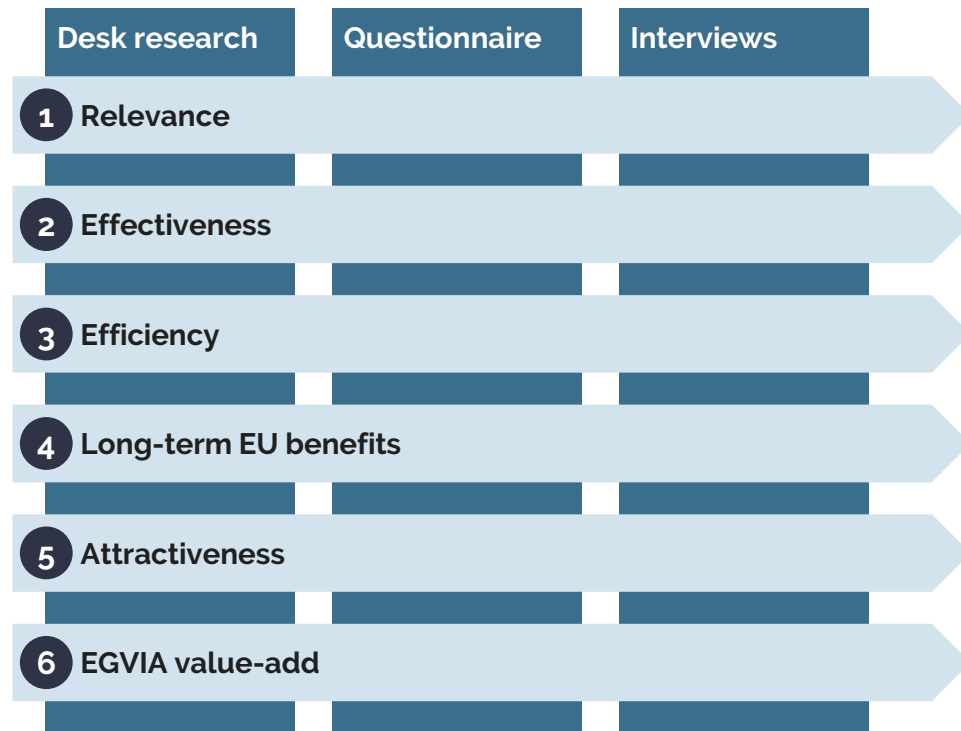 Desk research
Questionnaire
Interviews
1 Relevance
2 Effectiveness
3 Efficiency
4 Long-term EU benefits
5 Attractiveness
6 EGVIA value-add